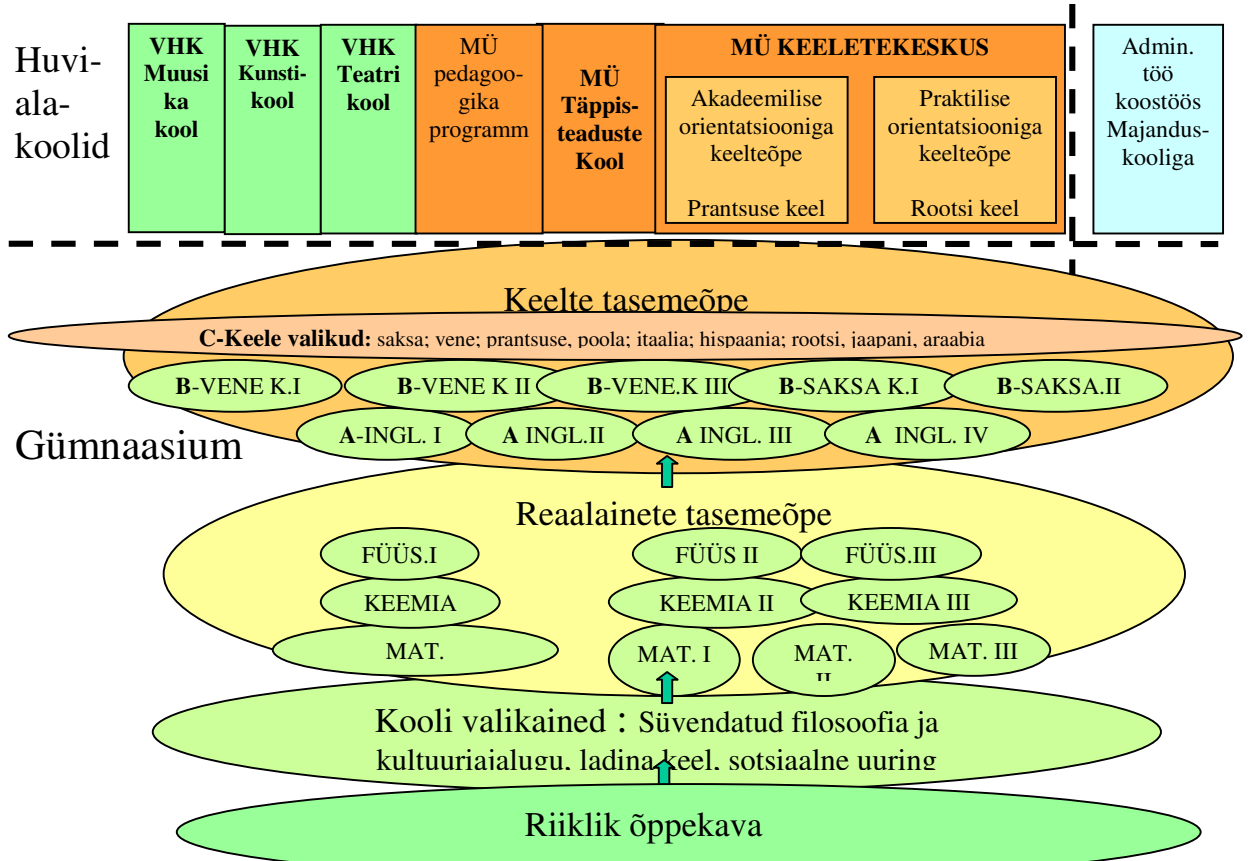 Huvi-
ala-
koolid
VHK
Muusi
ka
kool
VHK
Kunsti-
kool
VHK
Teatri
kool
MÜ
pedagoo-
gika
programm
MÜ
Täppis-
teaduste
Kool
MÜ KEELETEKESKUS
Akadeemilise
orientatsiooniga
keelteõpe
Prantsuse keel
Praktilise
orientatsiooniga
keelteõpe
Rootsi keel
Admin.
töö
koostöös
Majandus-
kooliga
Gümnaasium
Keelte tasemeõpe
C-Keele valikud: saksa; vene; prantsuse, poola; itaalia; hispaania; rootsi, jaapani, araabia
B-VENE K.I
B-VENE K II
B-VENE.K III
B-SAKSA K.I
B-SAKSA.II
A-INGL. I
A INGL.II
A INGL. III
A INGL. IV
Reaalainete tasemeõpe
FÜÜS.I
FÜÜS II
FÜÜS.III
KEEMIA
KEEMIA II
KEEMIA III
MAT.
MAT. I
MAT.
II
MAT. III
Kooli valikained : Süvendatud filosoofia ja
kultuuriajalugu, ladina keel, sotsiaalne uuring
Riiklik õppekava